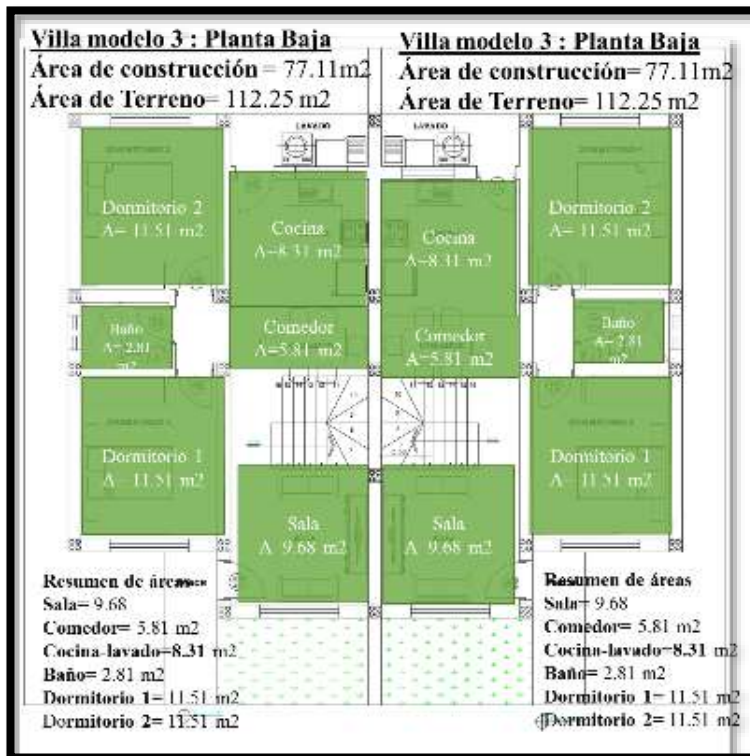 Villa modelo 3 : Planta Baja
Área de construcción = 77.11m2
Área de Terreno= 112.25 m2
Villa modelo 3 : Planta Baja
Área de construcción= 77.11m2
Área de Terreno= 112.25 m2
LAVADO
LAVADO
Dormitorio 2
A= 11.51 m2
Cocina
A=8.31 m2
Cocina
A=8.31 m2
Dormitorio 2
A= 11.51 m2
Baño
A= 2.81
m2
Comedor
A=5.81 m2
Comedor
A=5.81 m2
Baño
A= 2.81
m2
Dormitorio 1
A= 11.51 m2
Dormitorio 1
A= 11.51 m2
Sala
A 9.68 m2
Sala
A 9.68 m2
Resumen de áreas
Sala= 9.68
Comedor= 5.81 m2
Cocina-lavado=8.31 m2
Baño= 2.81 m2
Dormitorio 1= 11.51 m2
Dormitorio 2= 11.51 m2
Resumen de áreas
Sala= 9.68
Comedor= 5.81 m2
Cocina-lavado=8.31 m2
Baño= 2.81 m2
Dormitorio 1= 11.51 m2
Dormitorio 2= 11.51 m2